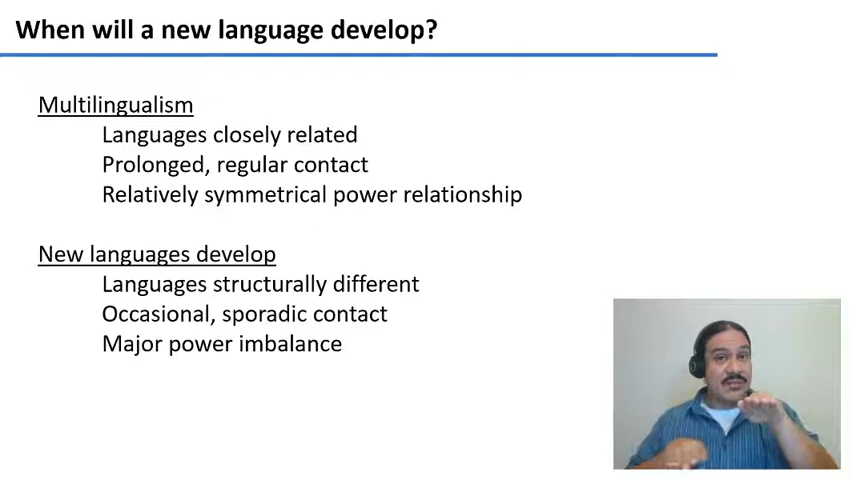 When will a new language develop?
Multilingualism
Languages closely related
Prolonged, regular contact
Relatively symmetrical power relationship
New languages develop
Languages structurally different
Occasional, sporadic contact
Major power imbalance